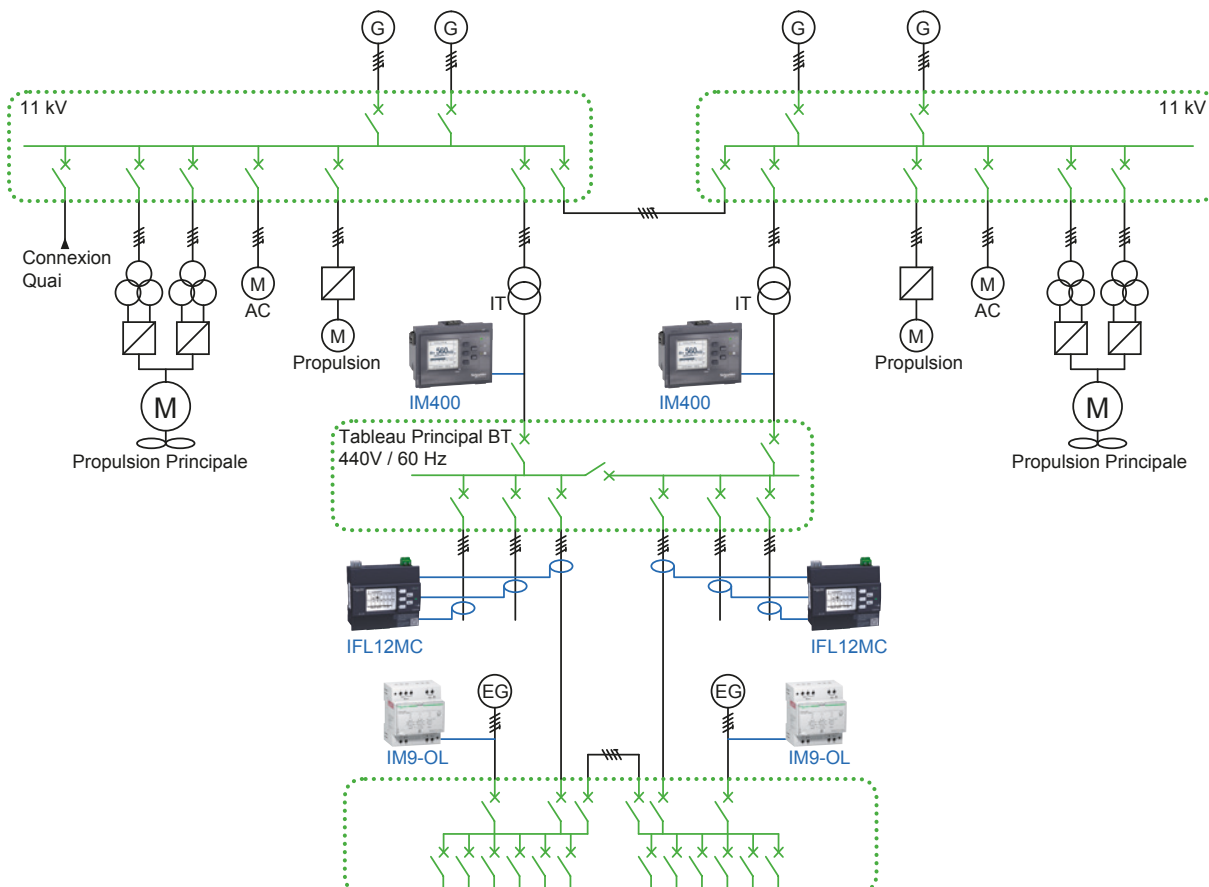 G
G
G
G
11 kV
11 kV
Connexion
Quai
M
AC
M
Propulsion
IT
IT
M
Propulsion
M
AC
M
Propulsion Principale
M
Propulsion Principale
IM400
IM400
Tableau Principal BT
440V / 60 Hz
IFL12MC
IFL12MC
EG
EG
IM9-OL
IM9-OL